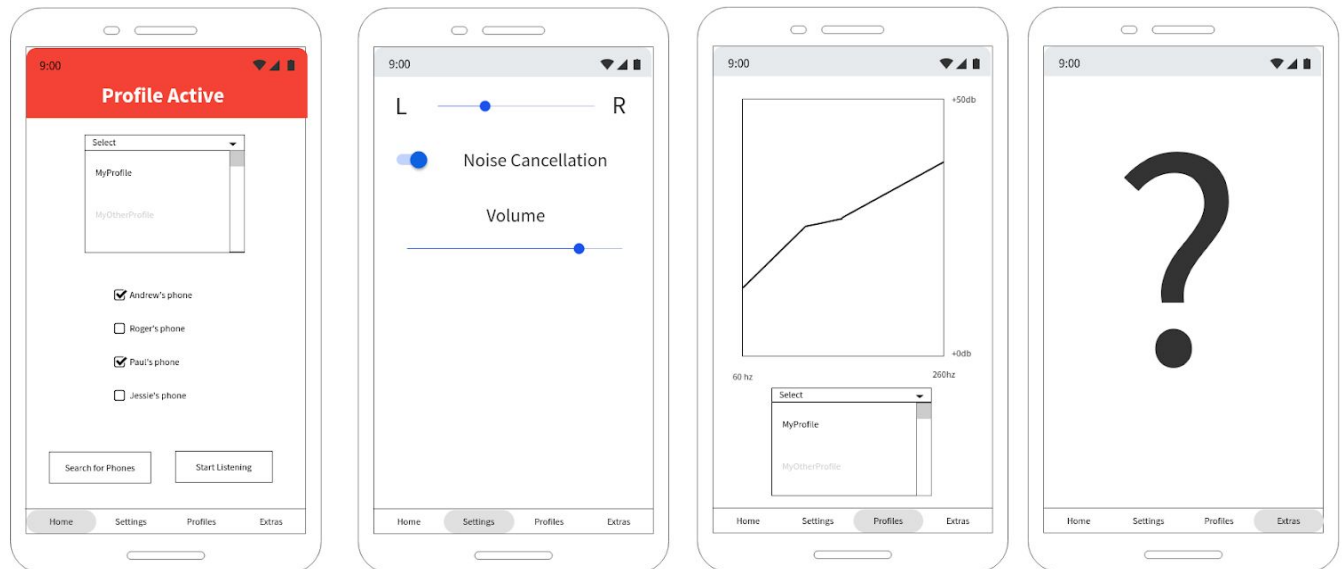 9:00
Profile Active
Select
MyProfile
MyOtherProfile
Andrew's phone
Roger's phone
Paul's phone
Jessie's phone
Search for Phones
Start Listening
Home Settings Profiles Extras
9:00
L R
Noise Cancellation
Volume
Home Settings Profiles Extras
9:00
+50db
+0db
60 hz 260hz
Select
MyProfile
MyOtherProfile
Home Settings Profiles Extras
9:00
?
Home Settings Profiles Extras